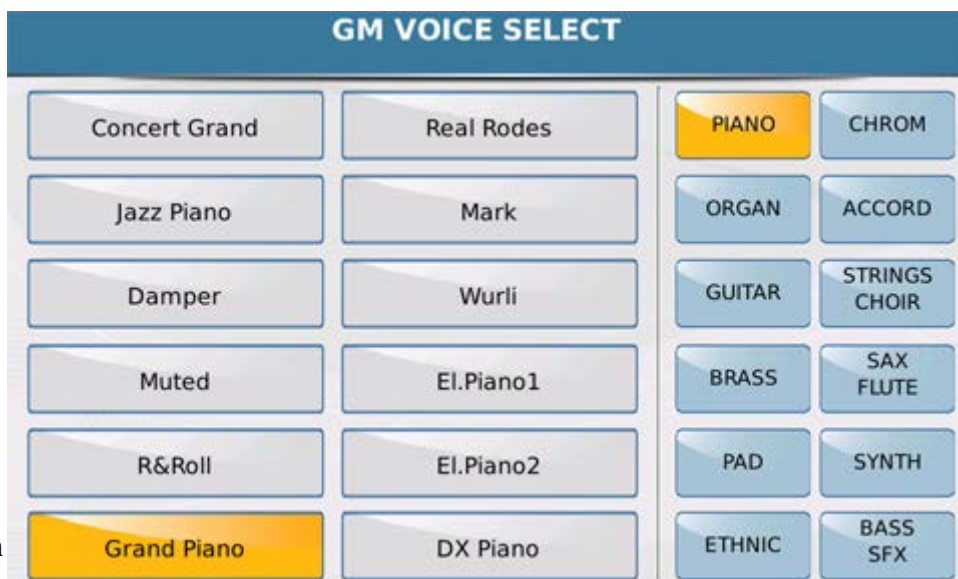 GM VOICE SELECT
Concert Grand
Real Rodes
PIANO
CHROM
Jazz Piano
Mark
ORGAN
ACCORD
Damper
Wurli
GUITAR
STRINGS
CHOIR
Muted
El.Piano1
BRASS
SAX
FLUTE
R&Roll
El.Piano2
PAD
SYNTH
Grand Piano
DX Piano
ETHNIC
BASS
SFX